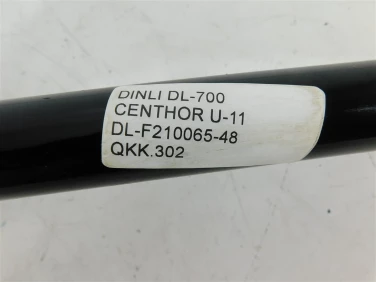 DINLI DL-700
CENTHOR U-11
DL-F210065-48
QKK.302